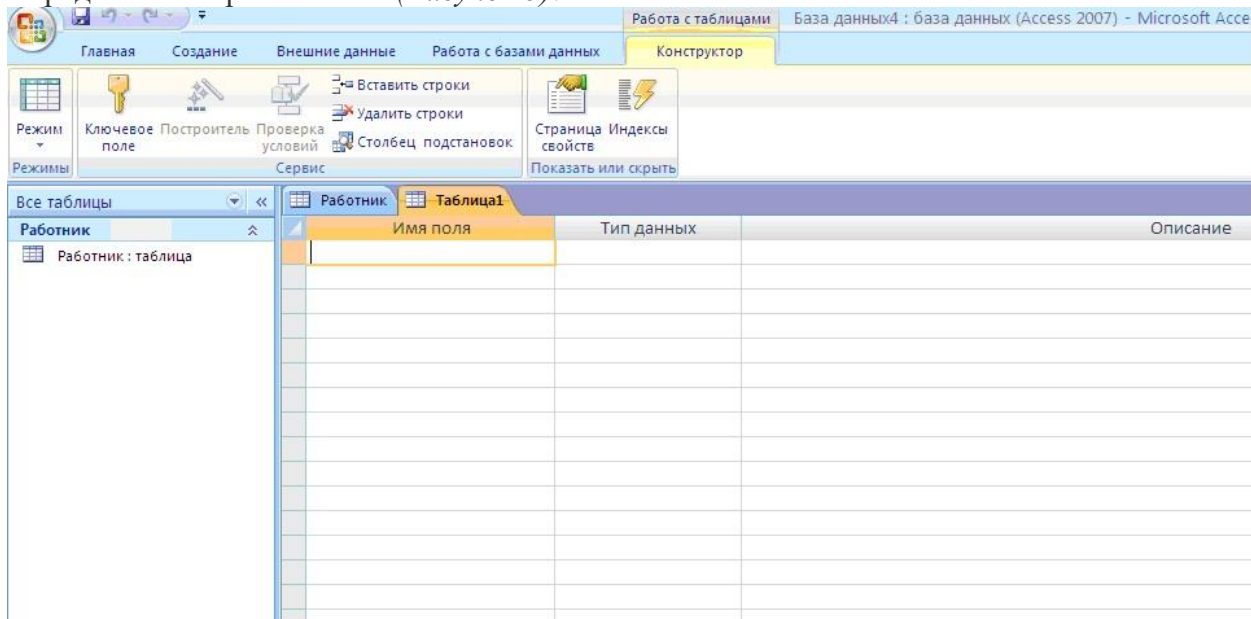 Работа с таблицами База данных4 : база данных (Access 2007) - Microsoft Acce
Главная Создание Внешние данные Работа с базами данных Конструктор
Режим
Ключевое поле
Построитель
Проверка условий
Вставить строки
Удалить строки
Столбец подстановок
Страница свойств
Индексы
Режимы Сервис Показать или скрыть
Все таблицы « Работник Таблица1
Работник Имя поля Тип данных Описание
Работник : таблица